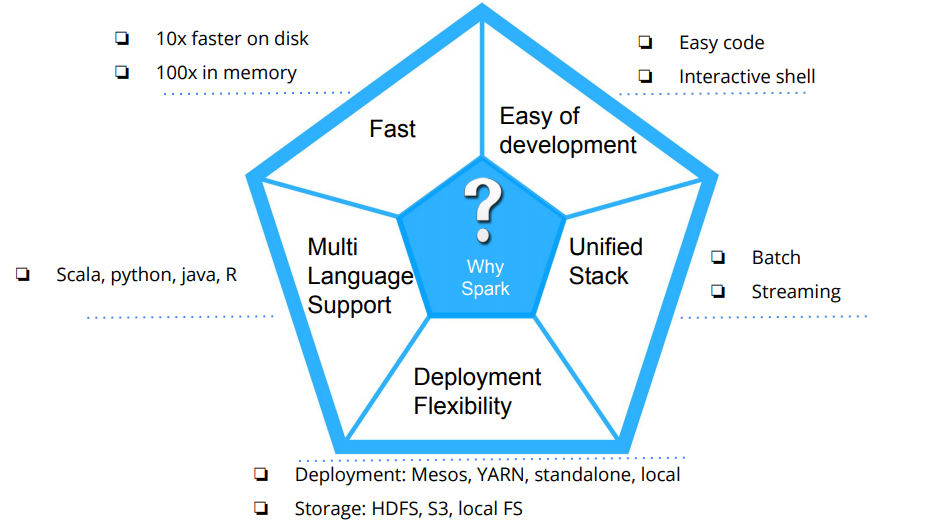 10x faster on disk
100x in memory
Easy code
Interactive shell
Fast
Easy of
development
?
Why
Spark
Multi
Language
Support
Scala, python, java, R
Unified
Stack
Batch
Streaming
Deployment
Flexibility
Deployment: Mesos, YARN, standalone, local
Storage: HDFS, S3, local FS